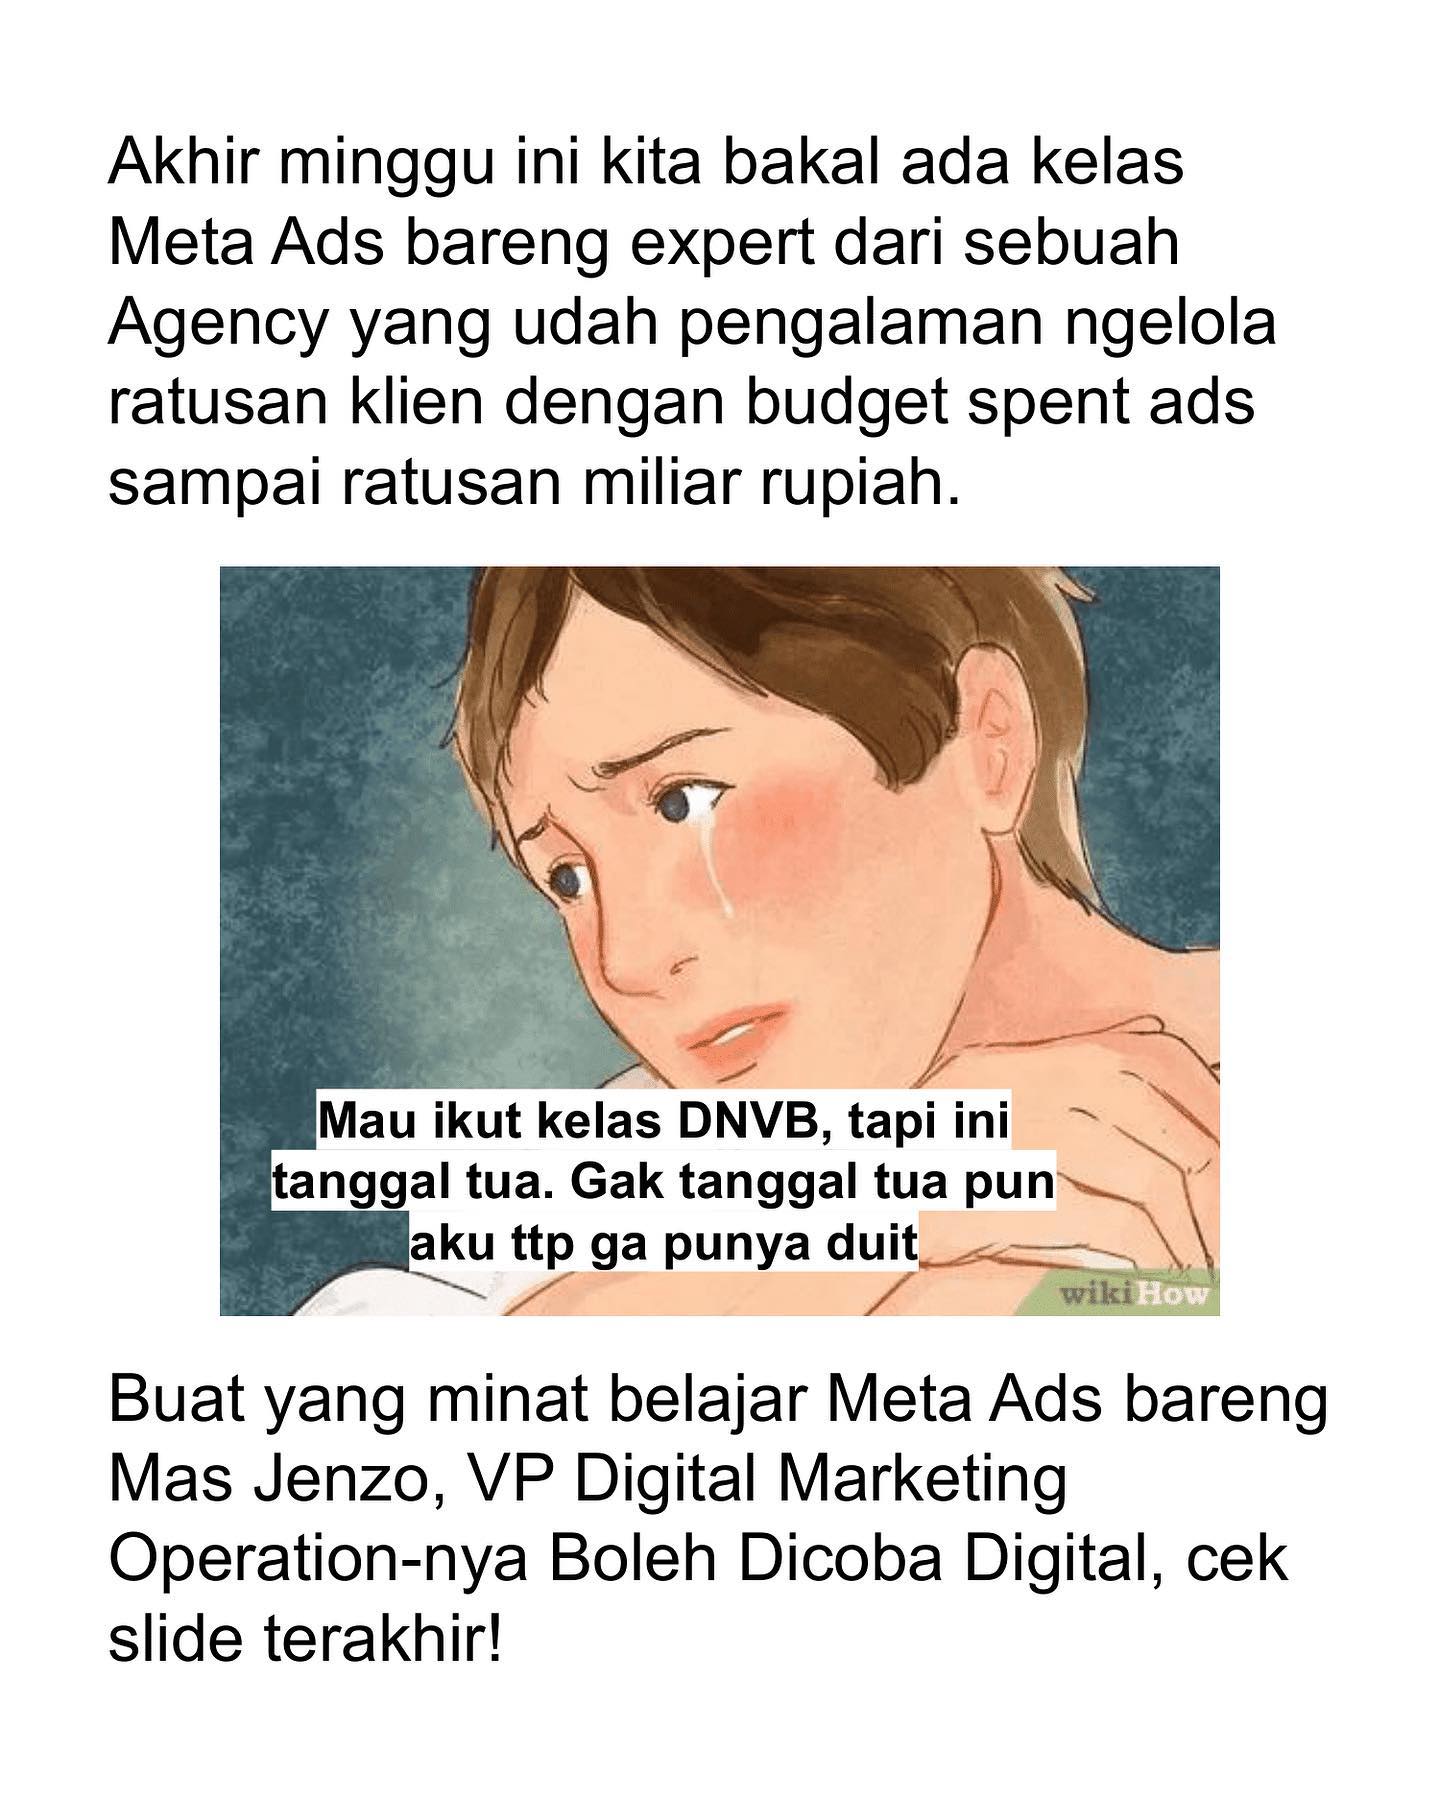 Akhir minggu ini kita bakal ada kelas
Meta Ads bareng expert dari sebuah
Agency yang udah pengalaman ngelola
ratusan klien dengan budget spent ads
sampai ratusan miliar rupiah.
Mau ikut kelas DNVB, tapi ini
tanggal tua. Gak tanggal tua pun
aku ttp ga punya duit
wikiHow
Buat yang minat belajar Meta Ads bareng
Mas Jenzo, VP Digital Marketing
Operation-nya Boleh Dicoba Digital, cek
slide terakhir!